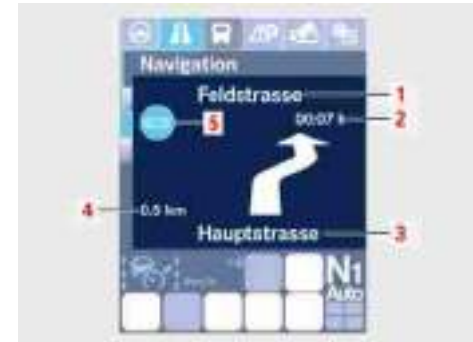 Navigation
Feldstrasse
1
00:07 h
2
5
4
0.5 km
Hauptstrasse
3
N1
Auto